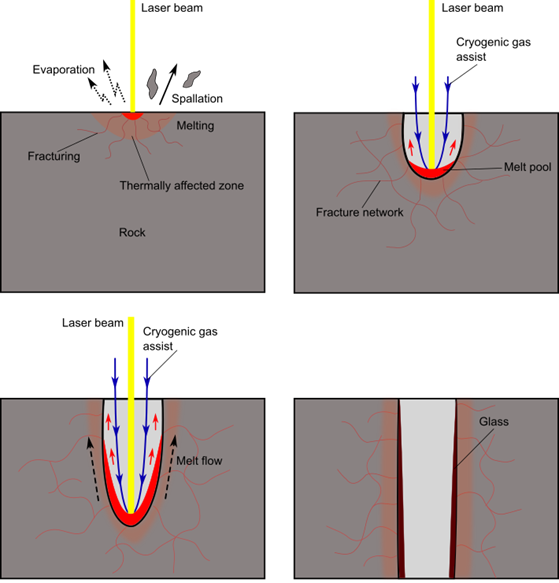 Laser beam
Evaporation
Spallation
Melting
Fracturing
Thermally affected zone
Rock
Laser beam
Cryogenic gas
assist
Melt pool
Fracture network
Laser beam
Cryogenic gas
assist
Melt flow
Glass